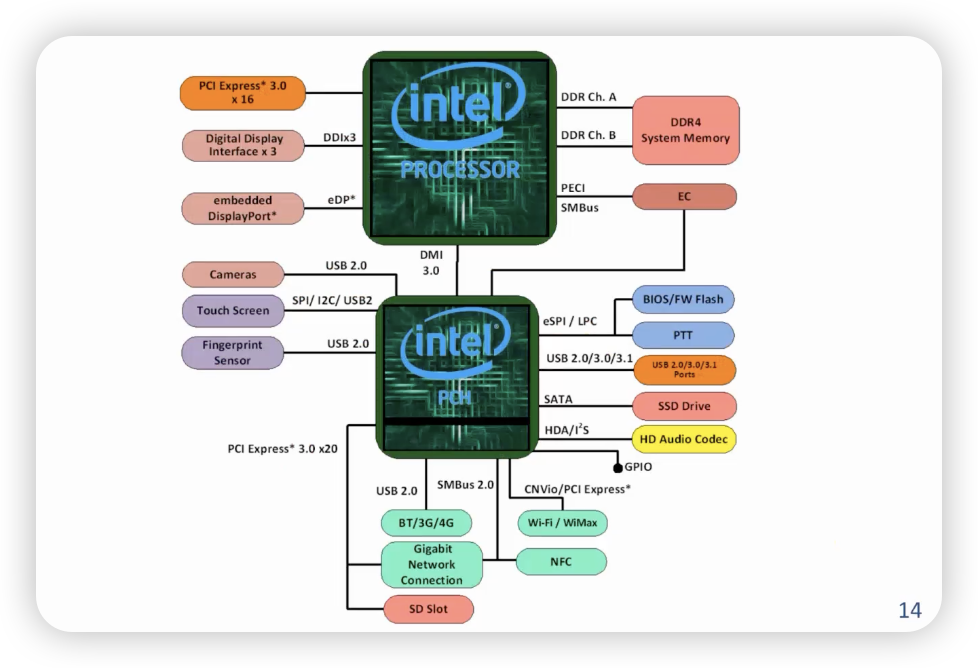 PCI Express* 3.0
x 16
Digital Display
Interface x 3
DDIx3
embedded
DisplayPort*
eDP*
intel®
PROCESSOR
DDR Ch. A
DDR Ch. B
DDR4
System Memory
PECI
SMBus
EC
DMI
3.0
Cameras
USB 2.0
Touch Screen
SPI/ I2C/ USB2
Fingerprint
Sensor
USB 2.0
intel®
PCH
eSPI / LPC
BIOS/FW Flash
PTT
USB 2.0/3.0/3.1
USB 2.0/3.0/3.1
Ports
SATA
SSD Drive
HDA/I²S
HD Audio Codec
GPIO
PCI Express* 3.0 x20
USB 2.0
SMBus 2.0
CNVio/PCI Express*
BT/3G/4G
Wi-Fi / WiMax
Gigabit
Network
Connection
NFC
SD Slot
14